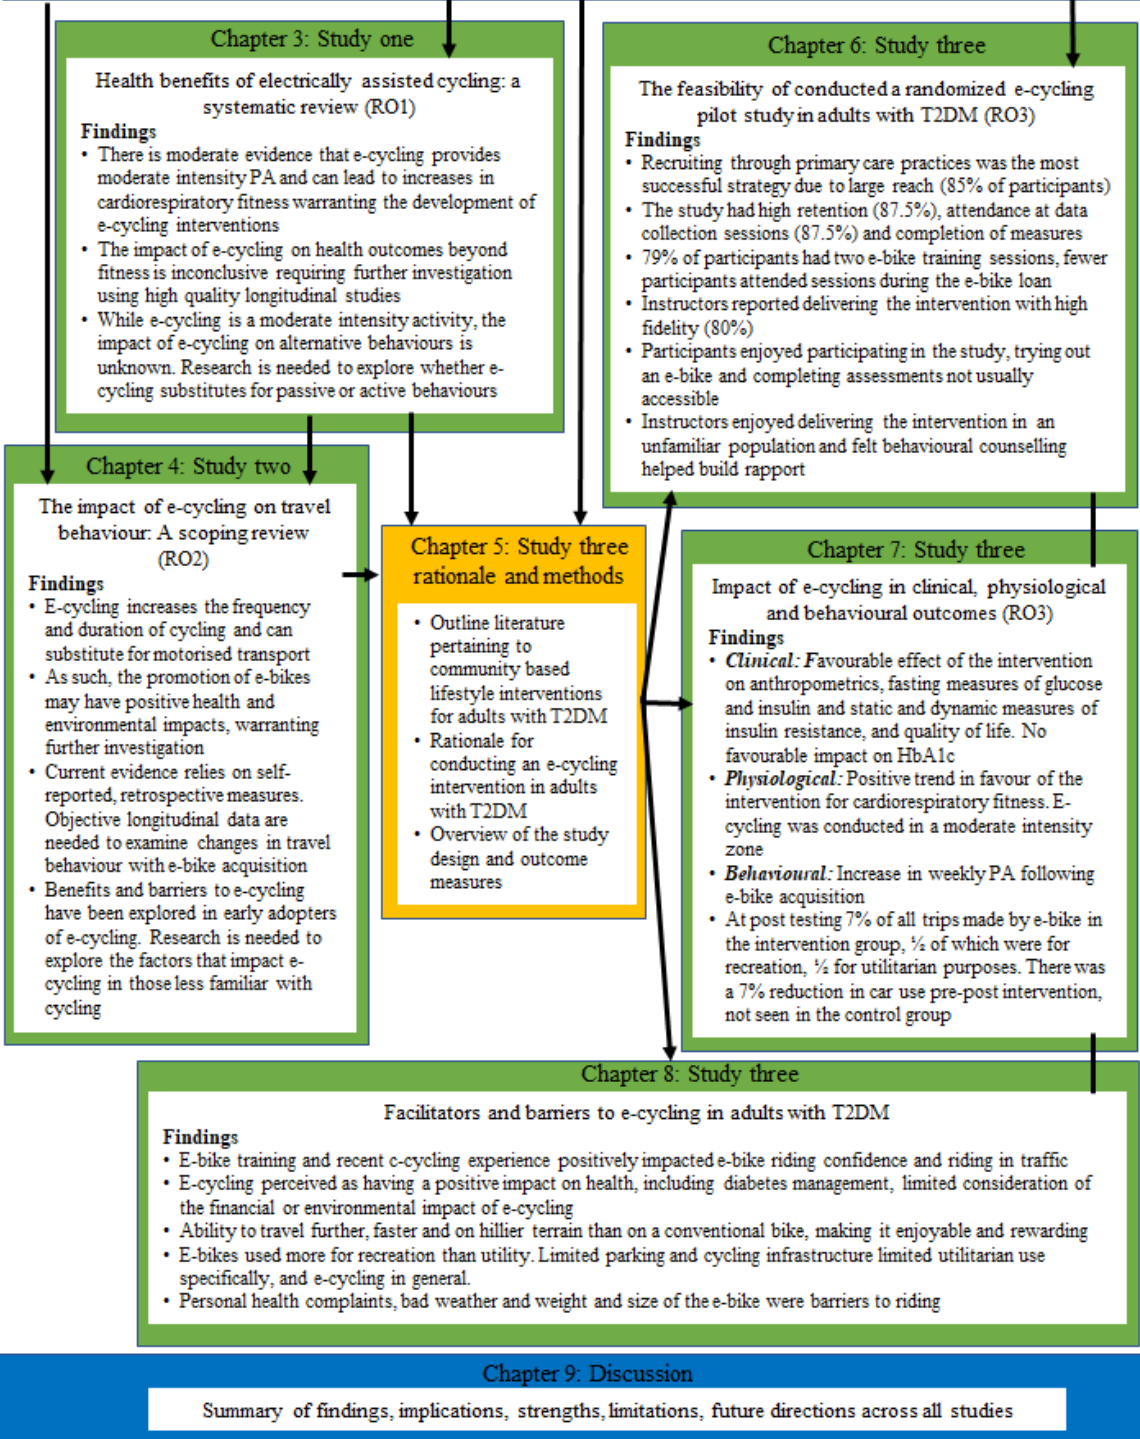 Chapter 3: Study one
Health benefits of electrically assisted cycling: a
systematic review (RO1)
Findings
• There is moderate evidence that e-cycling provides
moderate intensity PA and can lead to increases in
cardiorespiratory fitness warranting the development of
e-cycling interventions
• The impact of e-cycling on health outcomes beyond
fitness is inconclusive requiring further investigation
using high quality longitudinal studies
• While e-cycling is a moderate intensity activity, the
impact of e-cycling on alternative behaviours is
unknown. Research is needed to explore whether e-
cycling substitutes for passive or active behaviours
Chapter 4: Study two
The impact of e-cycling on travel
behaviour: A scoping review
(RO2)
Findings
• E-cycling increases the frequency
and duration of cycling and can
substitute for motorised transport
• As such, the promotion of e-bikes
may have positive health and
environmental impacts, warranting
further investigation
• Current evidence relies on self-
reported, retrospective measures.
Objective longitudinal data are
needed to examine changes in travel
behaviour with e-bike acquisition
• Benefits and barriers to e-cycling
have been explored in early adopters
of e-cycling. Research is needed to
explore the factors that impact e-
cycling in those less familiar with
cycling
Chapter 5: Study three
rationale and methods
• Outline literature
pertaining to
community based
lifestyle interventions
for adults with T2DM
• Rationale for
conducting an e-cycling
intervention in adults
with T2DM
• Overview of the study
design and outcome
measures
Chapter 6: Study three
The feasibility of conducted a randomized e-cycling
pilot study in adults with T2DM (RO3)
Findings
• Recruiting through primary care practices was the most
successful strategy due to large reach (85% of participants)
• The study had high retention (87.5%), attendance at data
collection sessions (87.5%) and completion of measures
• 79% of participants had two e-bike training sessions, fewer
participants attended sessions during the e-bike loan
• Instructors reported delivering the intervention with high
fidelity (80%)
• Participants enjoyed participating in the study, trying out
an e-bike and completing assessments not usually
accessible
• Instructors enjoyed delivering the intervention in an
unfamiliar population and felt behavioural counselling
helped build rapport
Chapter 7: Study three
Impact of e-cycling in clinical, physiological
and behavioural outcomes (RO3)
Findings
• Clinical: Favourable effect of the intervention
on anthropometrics, fasting measures of glucose
and insulin and static and dynamic measures of
insulin resistance, and quality of life. No
favourable impact on HbA1c
• Physiological: Positive trend in favour of the
intervention for cardiorespiratory fitness. E-
cycling was conducted in a moderate intensity
zone
• Behavioural: Increase in weekly PA following
e-bike acquisition
• At post testing 7% of all trips made by e-bike in
the intervention group, ½ of which were for
recreation, ½ for utilitarian purposes. There was
a 7% reduction in car use pre-post intervention,
not seen in the control group
Chapter 8: Study three
Facilitators and barriers to e-cycling in adults with T2DM
Findings
• E-bike training and recent c-cycling experience positively impacted e-bike riding confidence and riding in traffic
• E-cycling perceived as having a positive impact on health, including diabetes management, limited consideration of
the financial or environmental impact of e-cycling
• Ability to travel further, faster and on hillier terrain than on a conventional bike, making it enjoyable and rewarding
• E-bikes used more for recreation than utility. Limited parking and cycling infrastructure limited utilitarian use
specifically, and e-cycling in general.
• Personal health complaints, bad weather and weight and size of the e-bike were barriers to riding
Chapter 9: Discussion
Summary of findings, implications, strengths, limitations, future directions across all studies